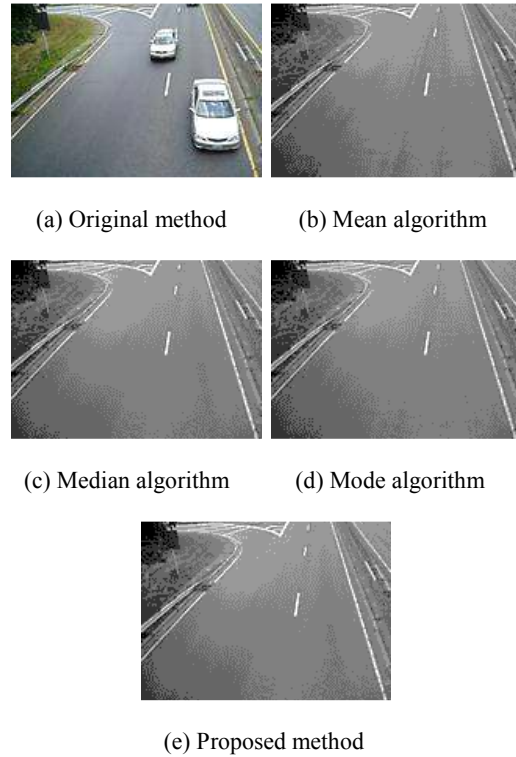 (a) Original method
(b) Mean algorithm
(c) Median algorithm
(d) Mode algorithm
(e) Proposed method